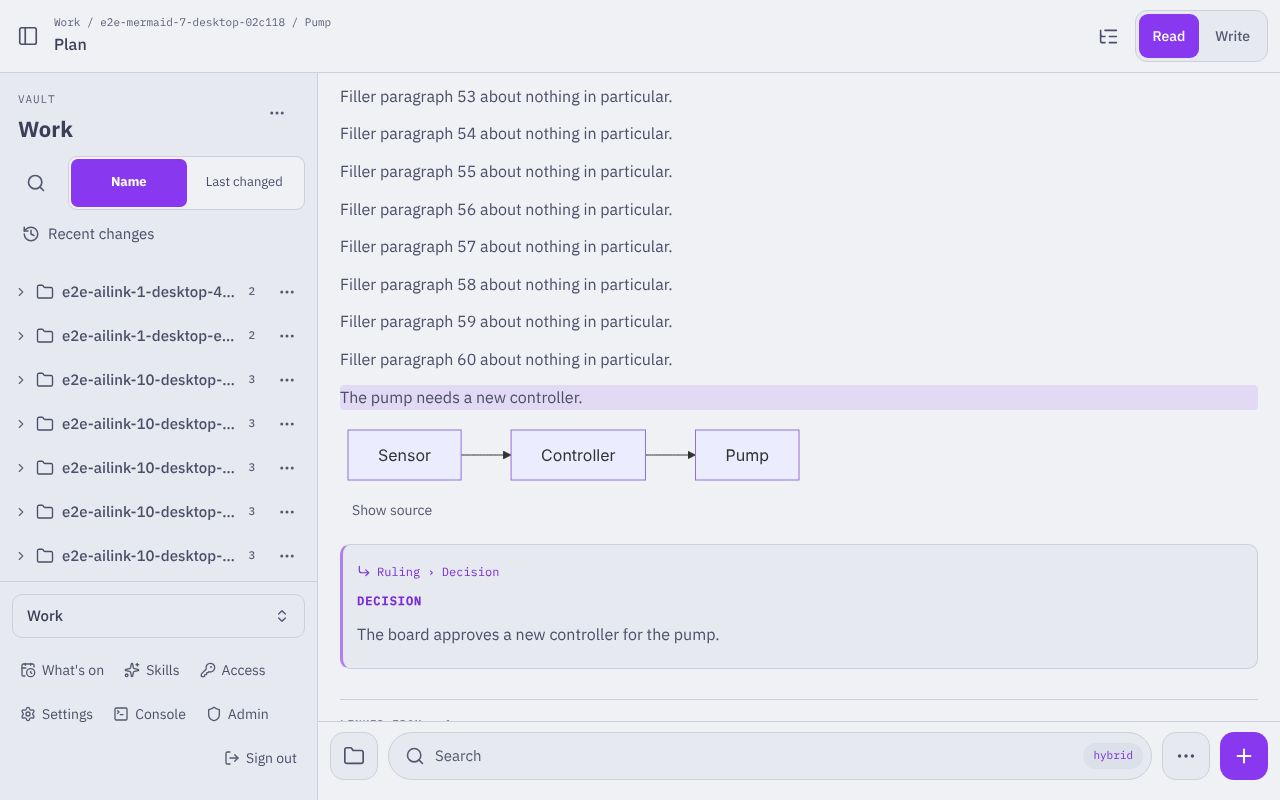 Work / e2e-mermaid-7-desktop-02c118 / Pump
Plan
Read
Write
VAULT
Work
Name
Last changed
Recent changes
e2e-ailink-1-desktop-4... 2
e2e-ailink-1-desktop-e... 2
e2e-ailink-10-desktop-... 3
e2e-ailink-10-desktop-... 3
e2e-ailink-10-desktop-... 3
e2e-ailink-10-desktop-... 3
e2e-ailink-10-desktop-... 3
Work
What's on
Skills
Access
Settings
Console
Admin
Sign out
Filler paragraph 53 about nothing in particular.
Filler paragraph 54 about nothing in particular.
Filler paragraph 55 about nothing in particular.
Filler paragraph 56 about nothing in particular.
Filler paragraph 57 about nothing in particular.
Filler paragraph 58 about nothing in particular.
Filler paragraph 59 about nothing in particular.
Filler paragraph 60 about nothing in particular.
The pump needs a new controller.
Sensor
Controller
Pump
Show source
Ruling › Decision
DECISION
The board approves a new controller for the pump.
Search
hybrid